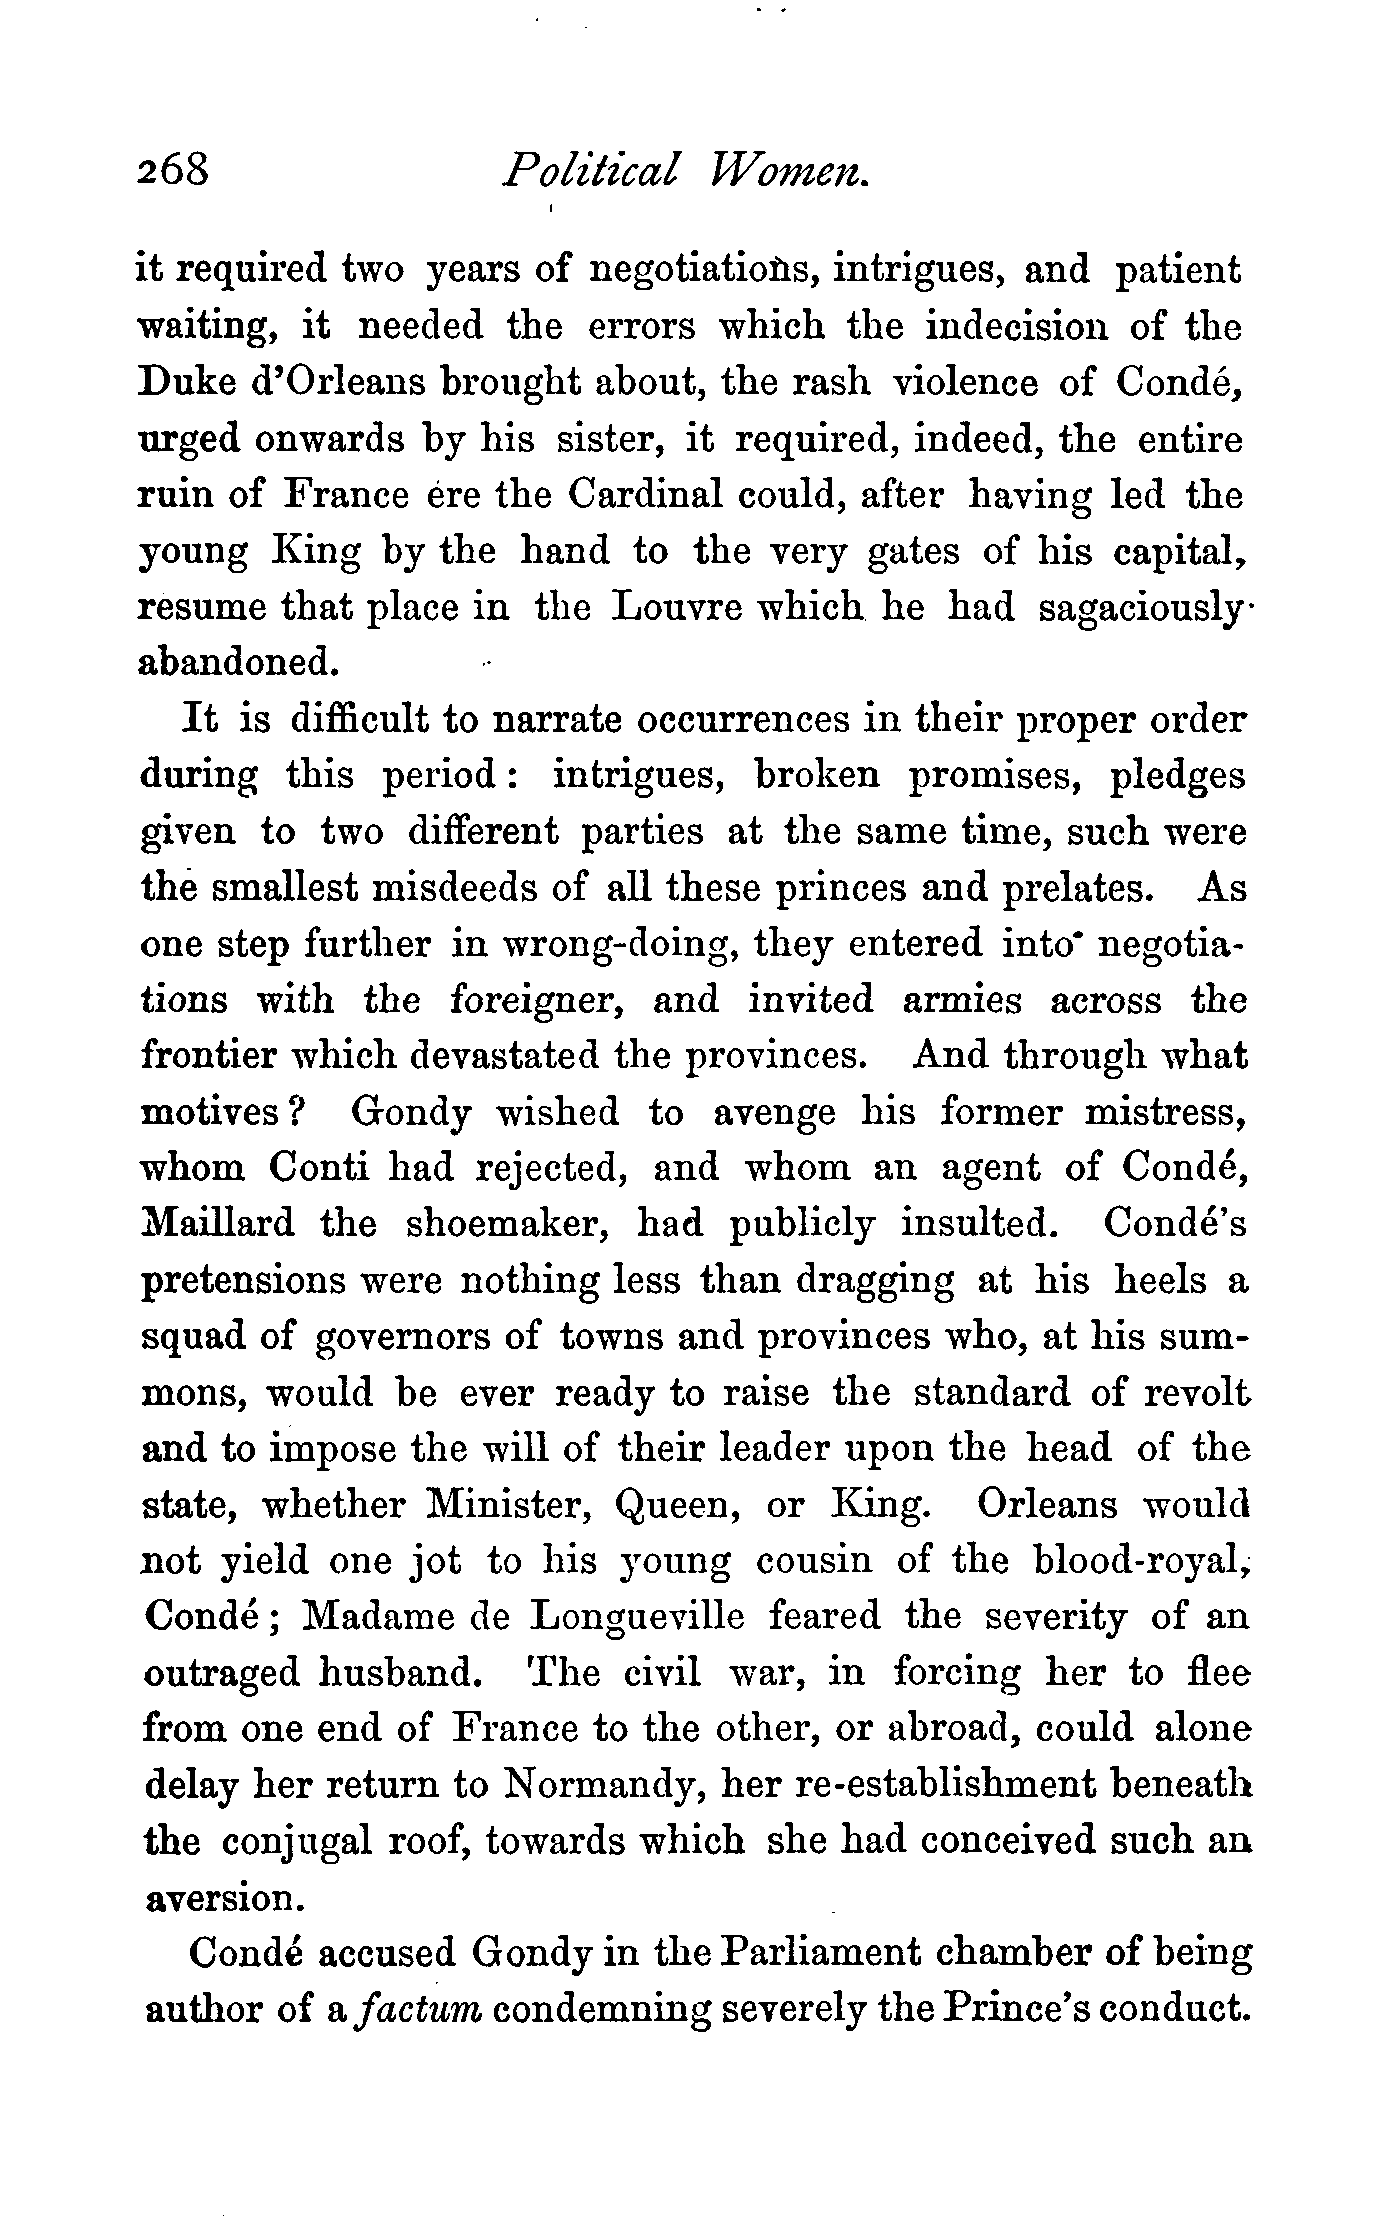 268 Political Women.
it required two years of negotiations, intrigues, and patient
waiting, it needed the errors which the indecision of the
Duke d'Orleans brought about, the rash violence of Condé,
urged onwards by his sister, it required, indeed, the entire
ruin of France ere the Cardinal could, after having led the
young King by the hand to the very gates of his capital,
resume that place in the Louvre which he had sagaciously
abandoned.
It is difficult to narrate occurrences in their proper order
during this period : intrigues, broken promises, pledges
given to two different parties at the same time, such were
the smallest misdeeds of all these princes and prelates. As
one step further in wrong-doing, they entered into negotia-
tions with the foreigner, and invited armies across the
frontier which devastated the provinces. And through what
motives ? Gondy wished to avenge his former mistress,
whom Conti had rejected, and whom an agent of Condé,
Maillard the shoemaker, had publicly insulted. Condé's
pretensions were nothing less than dragging at his heels a
squad of governors of towns and provinces who, at his sum-
mons, would be ever ready to raise the standard of revolt
and to impose the will of their leader upon the head of the
state, whether Minister, Queen, or King. Orleans would
not yield one jot to his young cousin of the blood-royal,
Condé ; Madame de Longueville feared the severity of an
outraged husband. The civil war, in forcing her to flee
from one end of France to the other, or abroad, could alone
delay her return to Normandy, her re-establishment beneath
the conjugal roof, towards which she had conceived such an
aversion.
Condé accused Gondy in the Parliament chamber of being
author of a factum condemning severely the Prince's conduct.